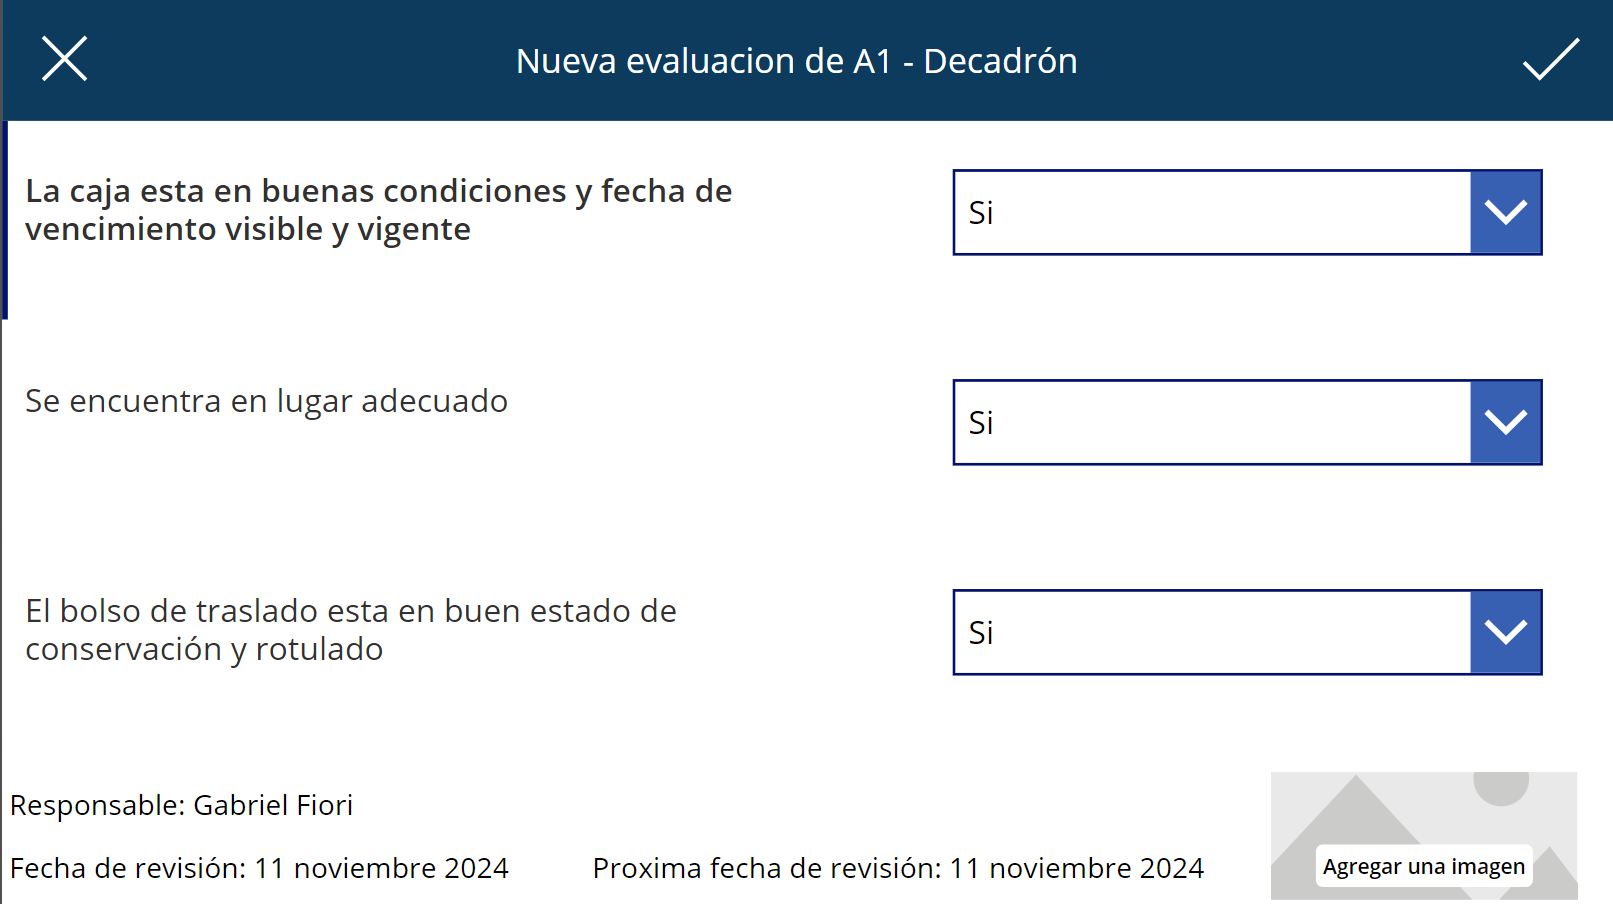 Nueva evaluacion de A1 - Decadrón
La caja esta en buenas condiciones y fecha de
vencimiento visible y vigente
Si
Se encuentra en lugar adecuado
Si
El bolso de traslado esta en buen estado de
conservación y rotulado
Si
Responsable: Gabriel Fiori
Fecha de revisión: 11 noviembre 2024
Proxima fecha de revisión: 11 noviembre 2024
Agregar una imagen